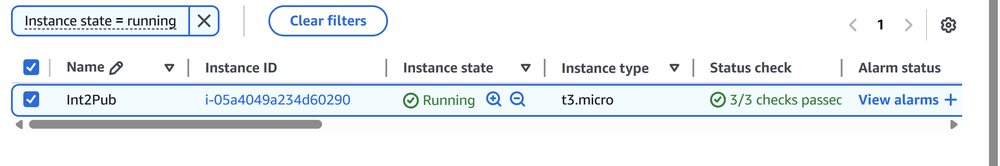 Instance state = running
Clear filters
1
Name Instance ID Instance state Instance type Status check Alarm status
Int2Pub i-05a4049a234d60290 Running t3.micro 3/3 checks passec View alarms +